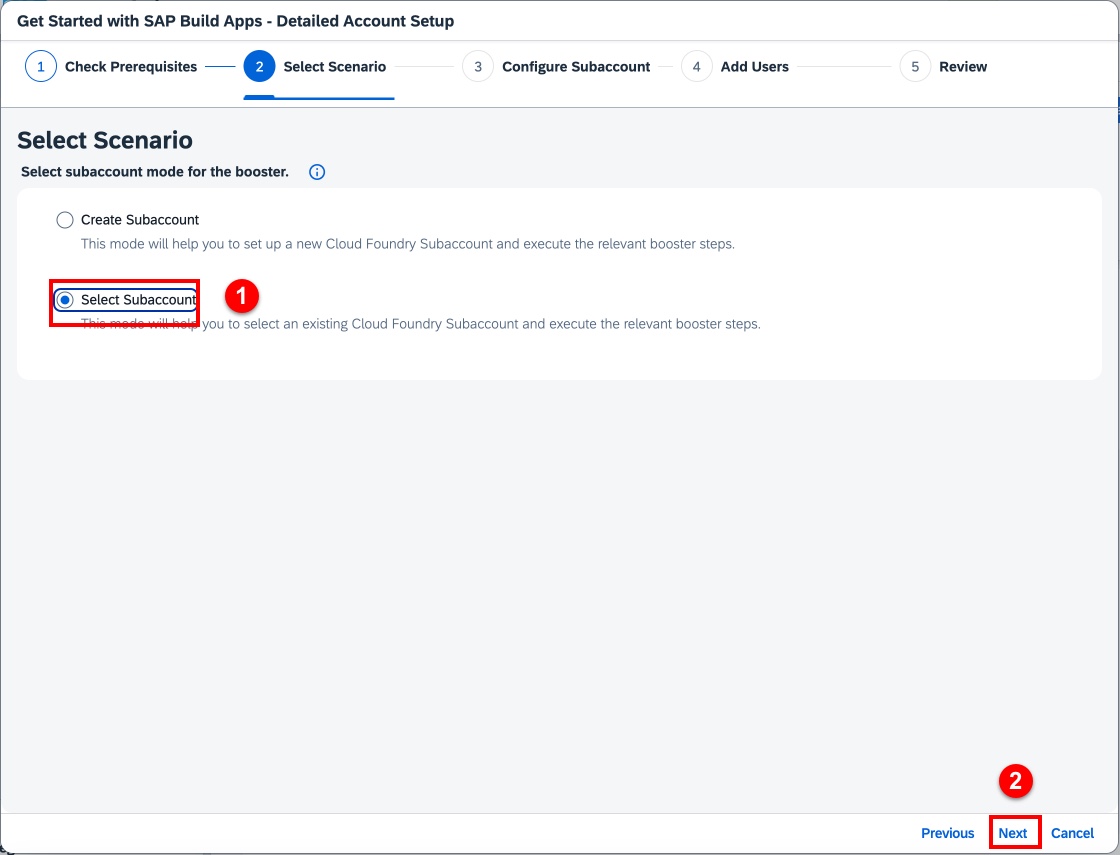 Get Started with SAP Build Apps - Detailed Account Setup
1 Check Prerequisites 2 Select Scenario 3 Configure Subaccount 4 Add Users 5 Review
Select Scenario
Select subaccount mode for the booster.
Create Subaccount
This mode will help you to set up a new Cloud Foundry Subaccount and execute the relevant booster steps.
Select Subaccount 1
This mode will help you to select an existing Cloud Foundry Subaccount and execute the relevant booster steps.
2
Previous Next Cancel